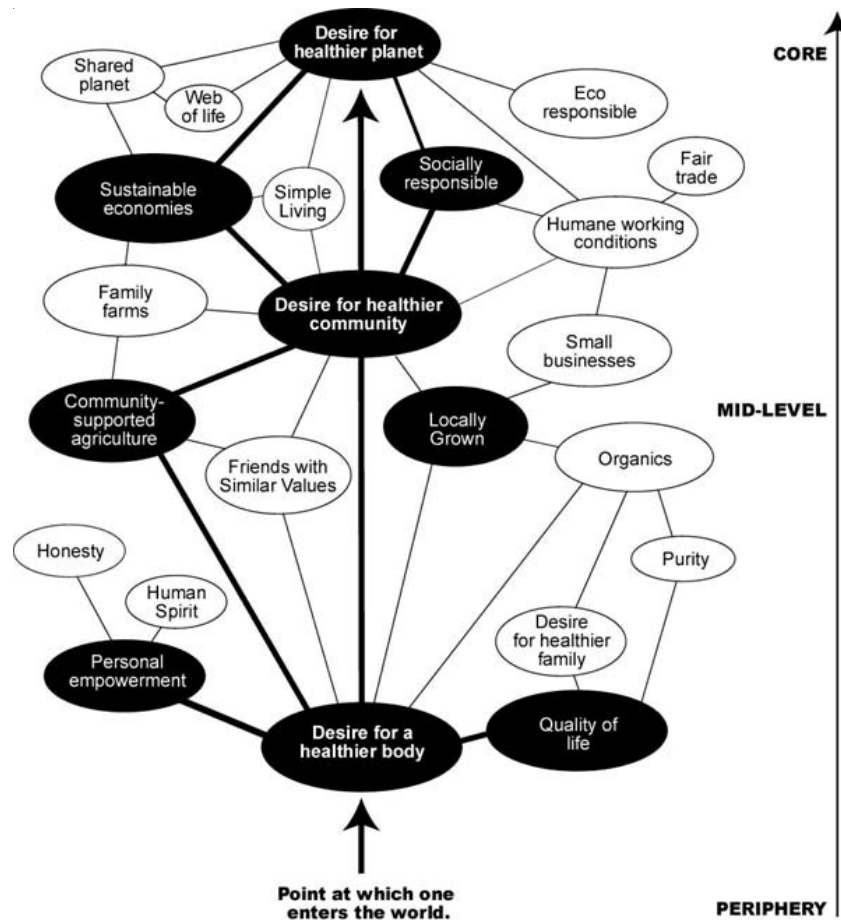 Desire for
healthier planet
CORE
Shared
planet
Web
of life
Eco
responsible
Fair
trade
Sustainable
economies
Simple
Living
Socially
responsible
Humane working
conditions
Family
farms
Desire for healthier
community
Small
businesses
MID-LEVEL
Community-
supported
agriculture
Friends with
Similar Values
Locally
Grown
Organics
Honesty
Human
Spirit
Purity
Desire
for healthier
family
Personal
empowerment
Desire for a
healthier body
Quality of
life
Point at which one
enters the world.
PERIPHERY